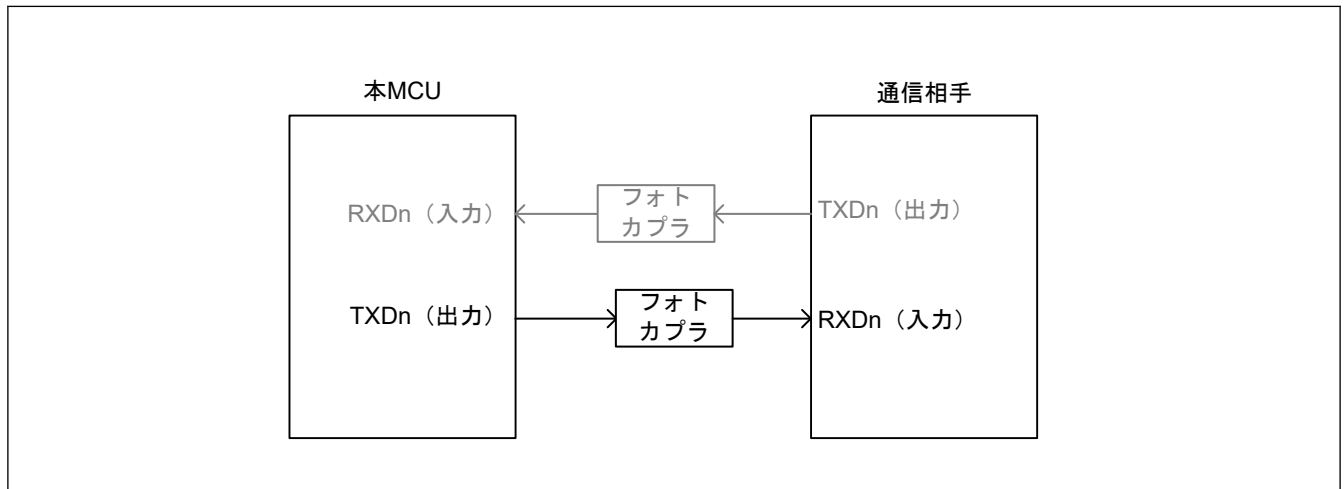 本MCU
通信相手
RXDn（入力）
フォト
カプラ
TXDn（出力）
TXDn（出力）
フォト
カプラ
RXDn（入力）